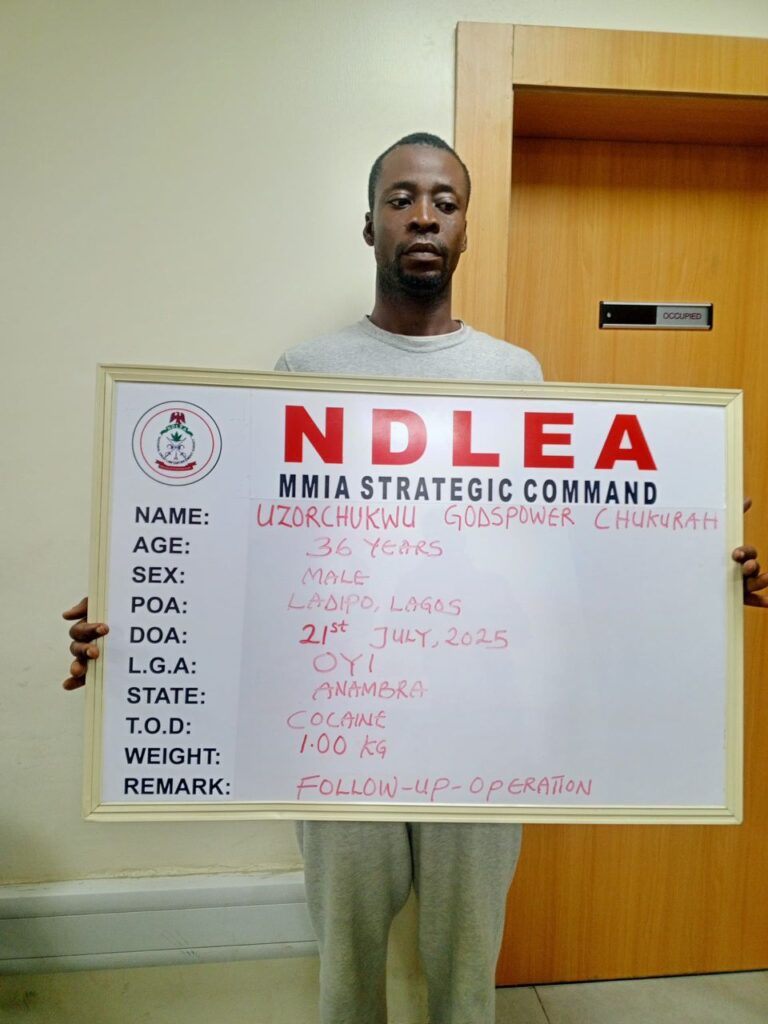 OCCUPIED
NDLEA
NDLEA
MMIA STRATEGIC COMMAND
NAME: UZORCHUKWU GODSPOWER CHUKURAH
AGE: 36 YEARS
SEX: MALE
POA: LADIPO, LAGOS
DOA: 21st JULY, 2025
L.G.A: OYI
STATE: ANAMBRA
T.O.D: COCAINE
WEIGHT: 1.00 KG
REMARK: FOLLOW-UP-OPERATION